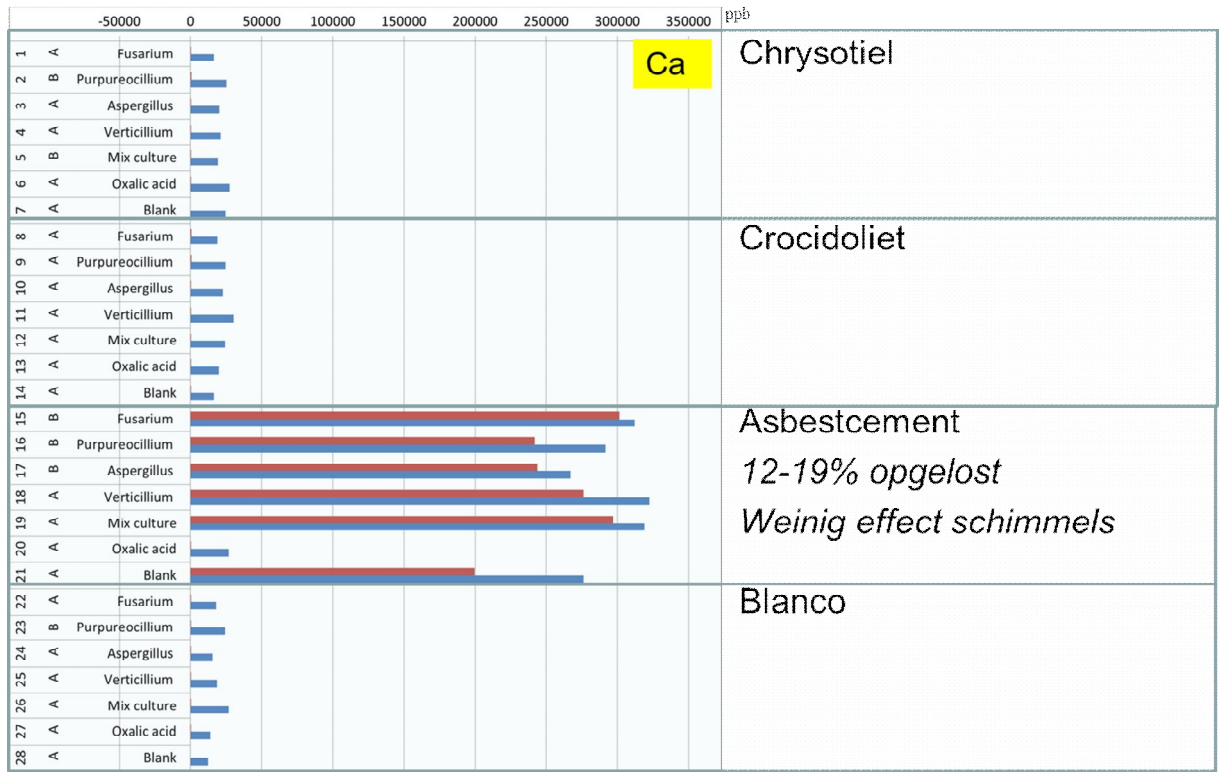 -50000 0 50000 100000 150000 200000 250000 300000 350000 ppb
Ca
1 A Fusarium
2 B Purpureocillium
3 A Aspergillus
4 A Verticillium
5 B Mix culture
6 A Oxalic acid
7 A Blank
Chrysotiel
8 A Fusarium
9 A Purpureocillium
10 A Aspergillus
11 A Verticillium
12 A Mix culture
13 A Oxalic acid
14 A Blank
Crocidoliet
15 B Fusarium
16 B Purpureocillium
17 B Aspergillus
18 A Verticillium
19 A Mix culture
20 A Oxalic acid
21 A Blank
Asbestcement
12-19% opgelost
Weinig effect schimmels
22 A Fusarium
23 B Purpureocillium
24 A Aspergillus
25 A Verticillium
26 A Mix culture
27 A Oxalic acid
28 A Blank
Blanco